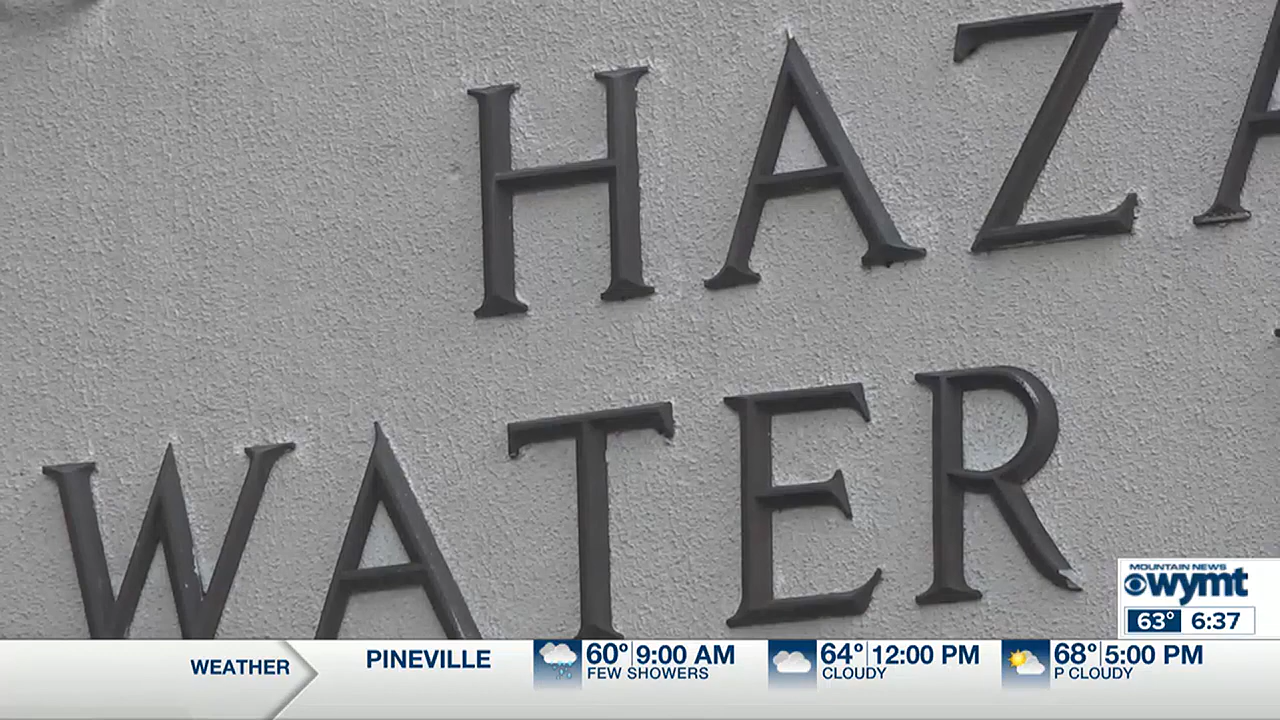 HAZA
WATER
MOUNTAIN NEWS
wymt
63° 6:37
WEATHER
PINEVILLE
60° 9:00 AM
FEW SHOWERS
64° 12:00 PM
CLOUDY
68° 5:00 PM
P CLOUDY